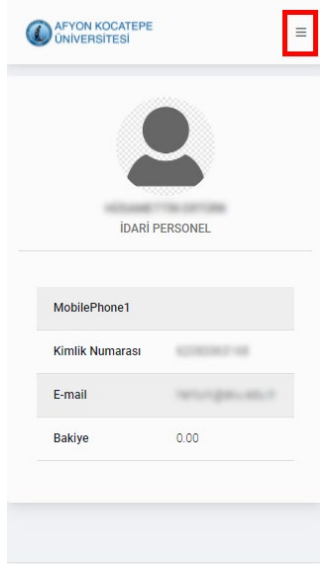 AFYON KOCATEPE
ÜNİVERSİTESİ
İDARİ PERSONEL
MobilePhone1
Kimlik Numarası
E-mail
Bakiye 0.00